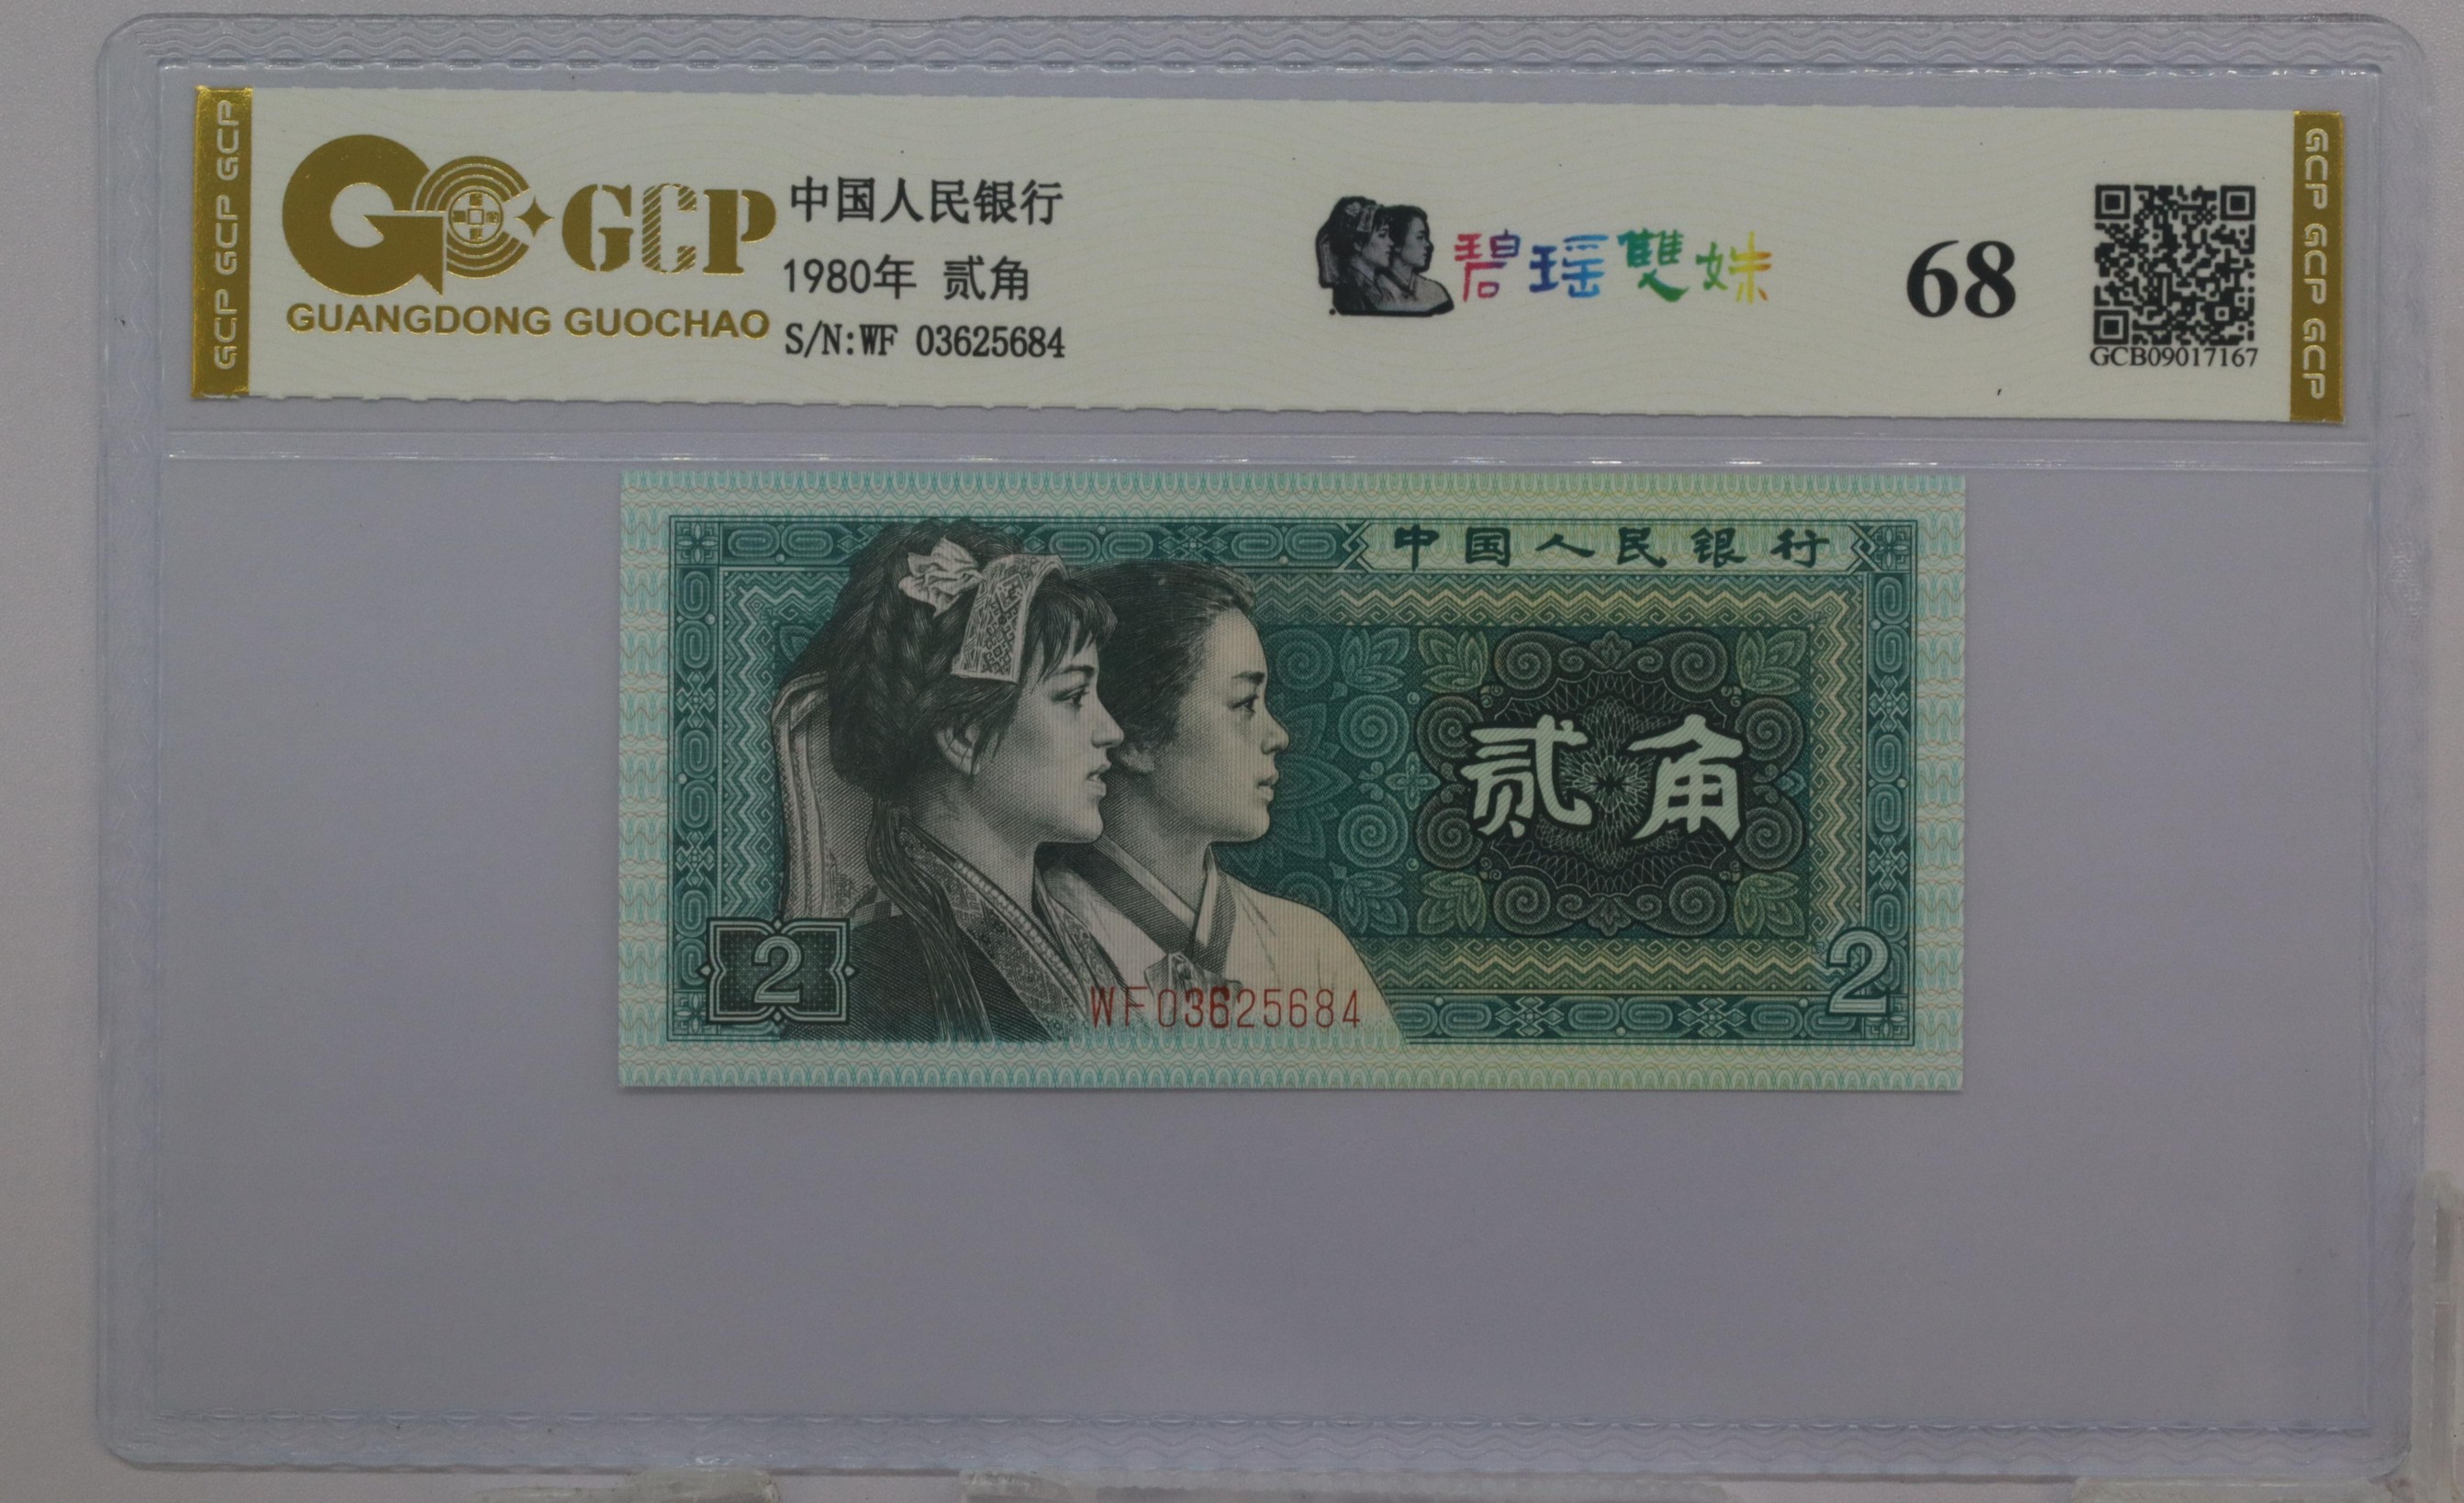 GCP GCP GCP
GCP
GUANGDONG GUOCHAO
中国人民银行
1980年 贰角
S/N:WF 03625684
碧瑶雙姝
68
GCB09017167
GCP GCP GCP
中国人民银行
贰角
2
WF03625684
2